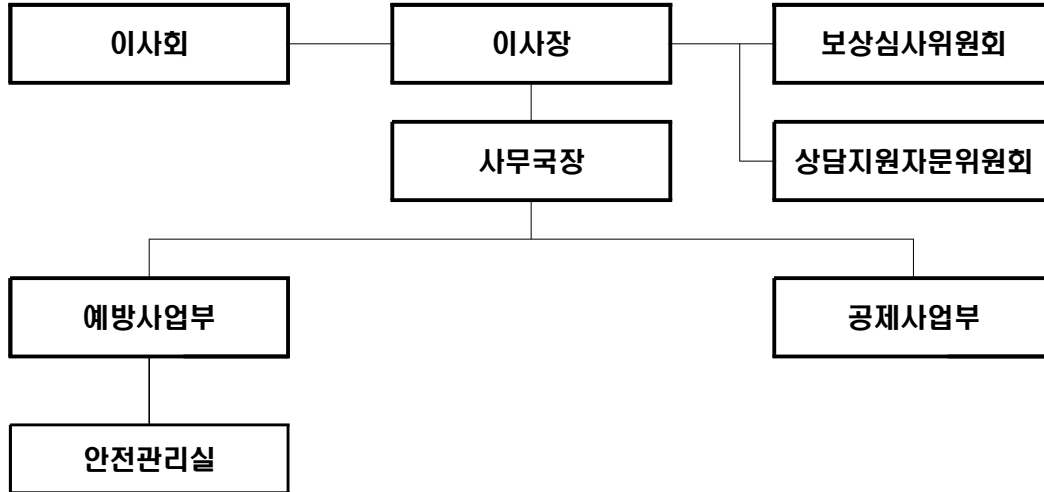 이사회
이사장
보상심사위원회
사무국장
상담지원자문위원회
예방사업부
공제사업부
안전관리실